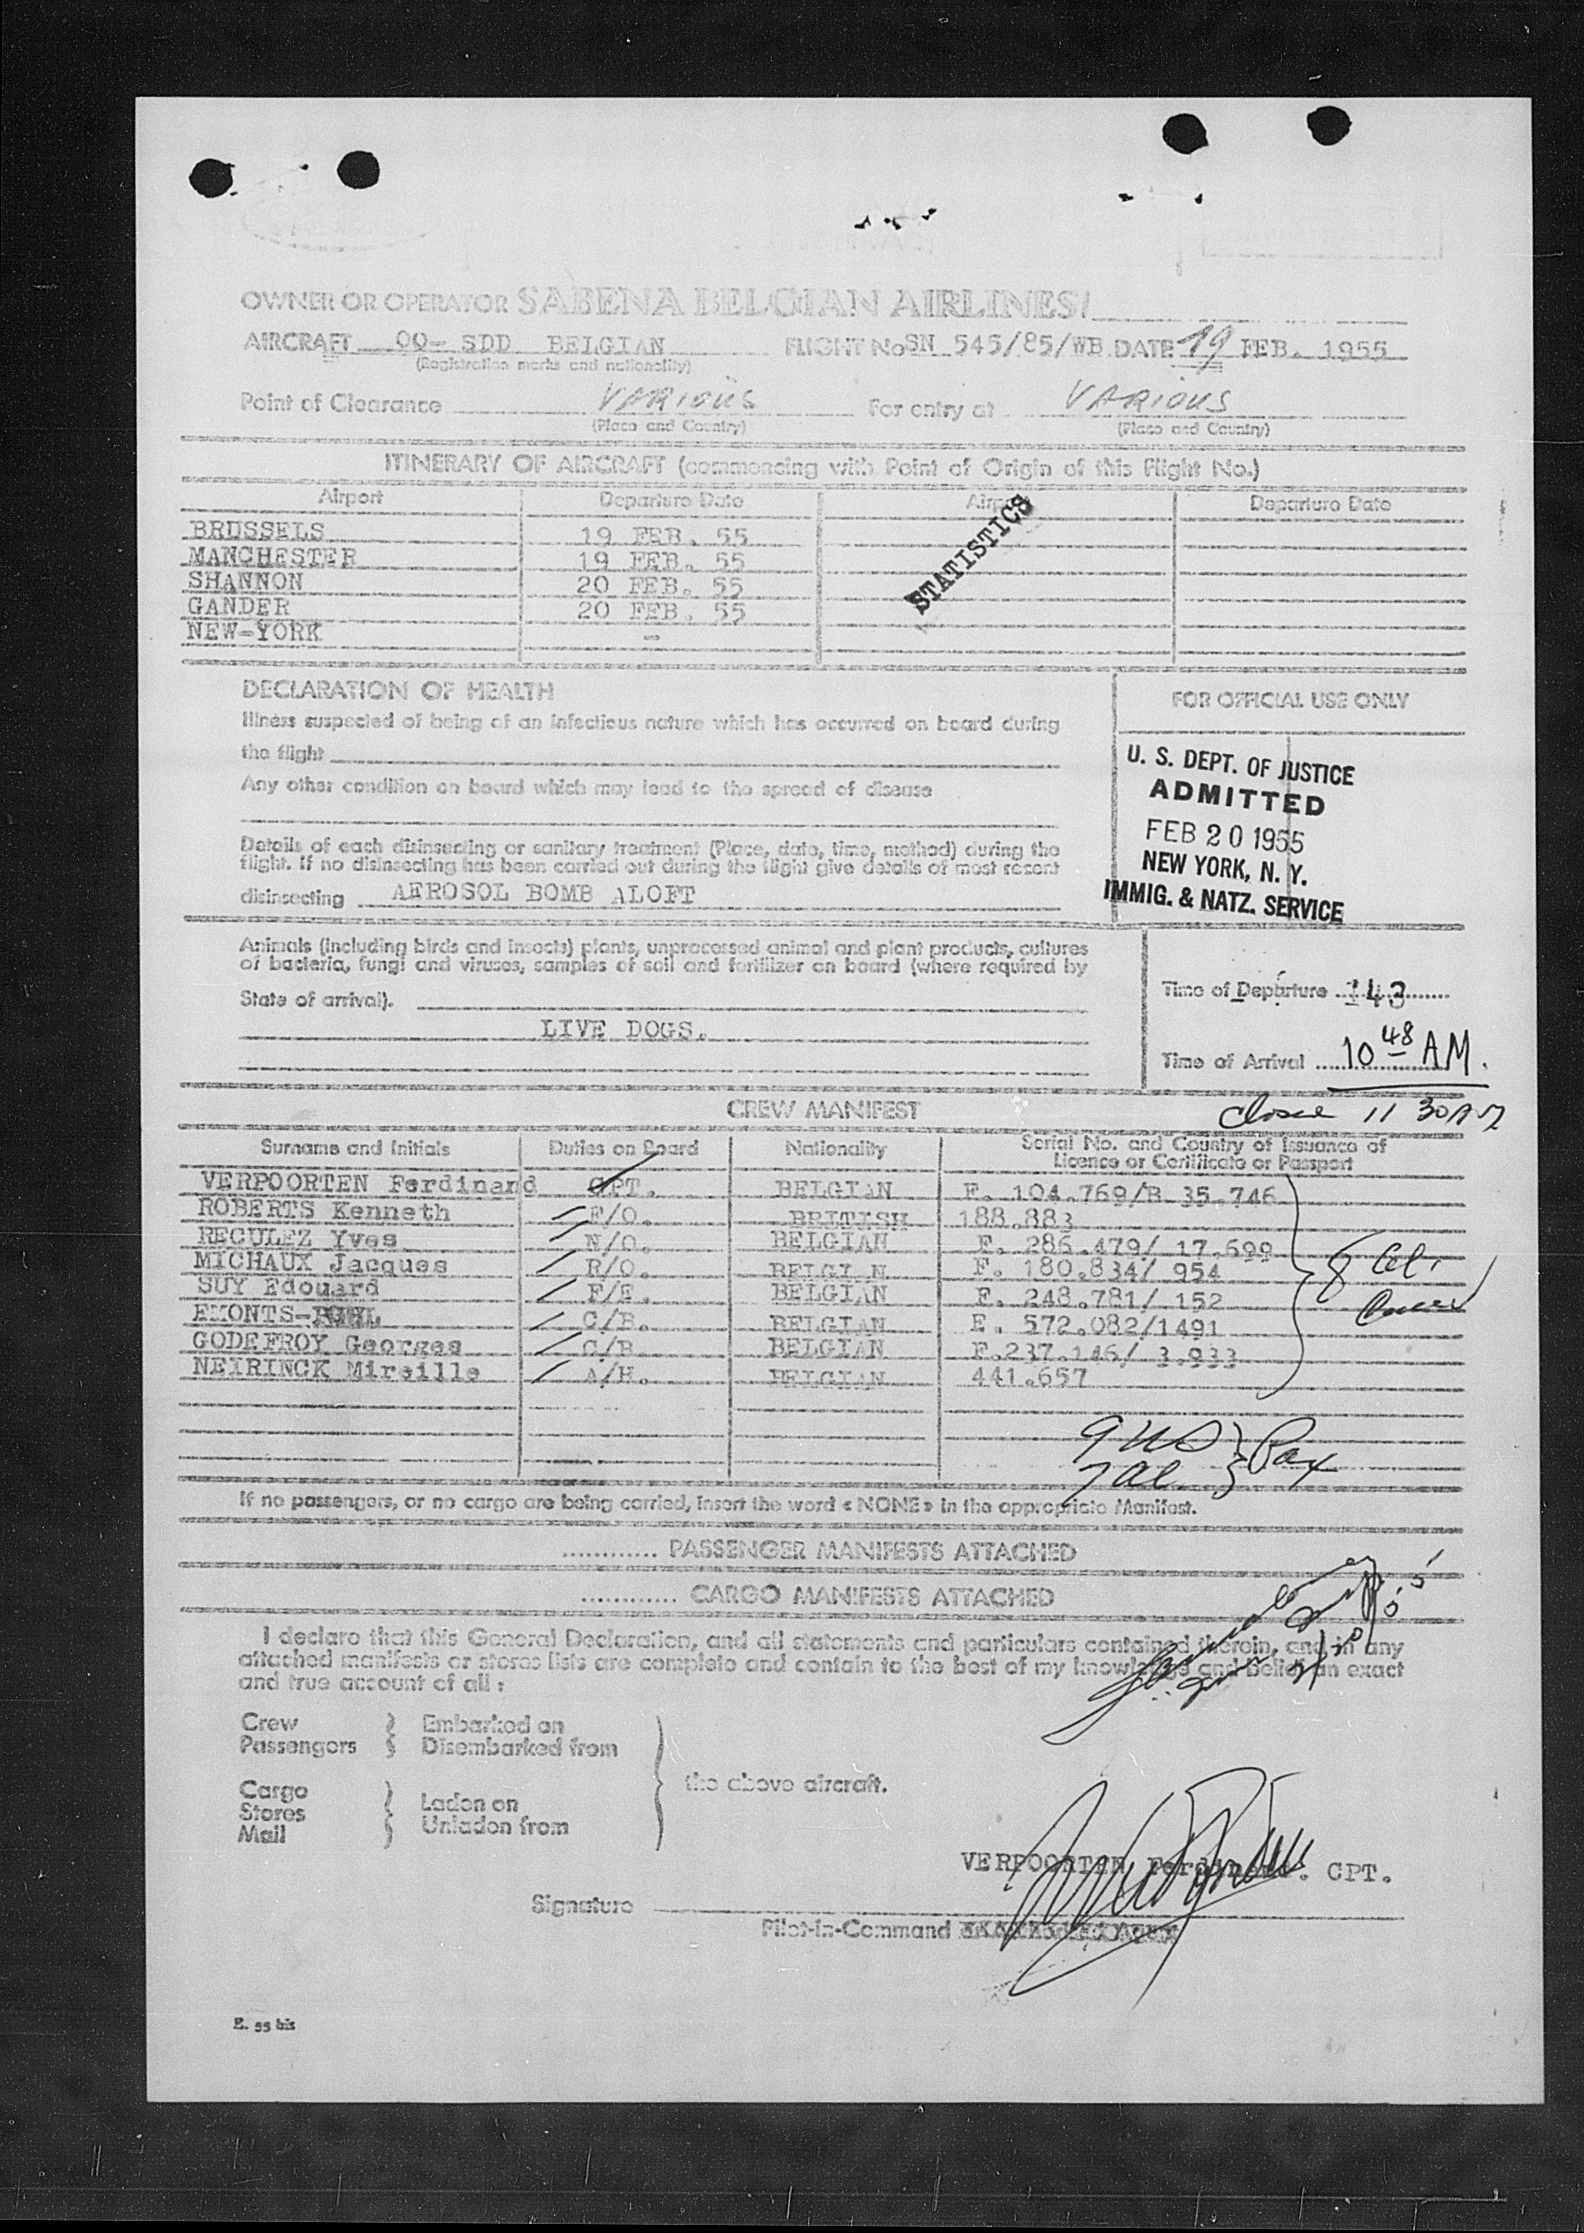 OWNER OR OPERATOR SABENA BELGIAN AIRLINES
AIRCRAFT OO- SDD BELGIAN FLIGHT No SN 545/85/WB DATE 19 FEB. 1955
(Registration marks and nationality)
Point of Clearance VARIOUS For entry at VARIOUS
(Place and Country) (Place and Country)
ITINERARY OF AIRCRAFT (commencing with Point of Origin of this Flight No.)
Airport Departure Date Airport Departure Date
STATISTICS
BRUSSELS 19 FEB. 55
MANCHESTER 19 FEB. 55
SHANNON 20 FEB. 55
GANDER 20 FEB. 55
NEW-YORK -
DECLARATION OF HEALTH
Illness suspected of being of an infectious nature which has occurred on board during
the flight
Any other condition on board which may lead to the spread of disease
Details of each disinsecting or sanitary treatment (Place, date, time, method) during the
flight. If no disinsecting has been carried out during the flight give details of most recent
disinsecting AEROSOL BOMB ALOFT
FOR OFFICIAL USE ONLY
U. S. DEPT. OF JUSTICE
ADMITTED
FEB 20 1955
NEW YORK, N. Y.
IMMIG. & NATZ. SERVICE
Animals (including birds and insects) plants, unprocessed animal and plant products, cultures
of bacteria, fungi and viruses, samples of soil and fertilizer on board (where required by
State of arrival).
LIVE DOGS.
Time of Departure 143
Time of Arrival 10 48 AM.
Close 11 30 AM
CREW MANIFEST
Surname and Initials Duties on Board Nationality Serial No. and Country of Issuance of
Licence or Certificate or Passport
VERPOORTEN Ferdinand CPT. BELGIAN F. 104.769/B 35.746
ROBERTS Kenneth F/O. BRITISH 188.883
RECULEZ Yves N/O. BELGIAN F. 286.479/ 17.699
MICHAUX Jacques R/O. BELGIAN F. 180.834/ 954
SUY Edouard F/E. BELGIAN F. 248.781/ 152
EMONTS- C/B. BELGIAN E. 572.082/1491
GODEFROY Georges C/B. BELGIAN F.237.146/ 3.933
NEIRINCK Mireille A/H. BELGIAN 441.657
8
9 US } Pax
7 al
If no passengers, or no cargo are being carried, insert the word « NONE » in the appropriate Manifest.
............ PASSENGER MANIFESTS ATTACHED
............ CARGO MANIFESTS ATTACHED
I declare that this General Declaration, and all statements and particulars contained therein, and in any
attached manifests or stores lists are complete and contain to the best of my knowledge and belief an exact
and true account of all :
Crew } Embarked on
Passengers } Disembarked from
the above aircraft.
Cargo
Stores } Laden on
Mail } Unladen from
VERPOORTEN Ferdinand. CPT.
Signature
Pilot-in-Command
E. 55 bis